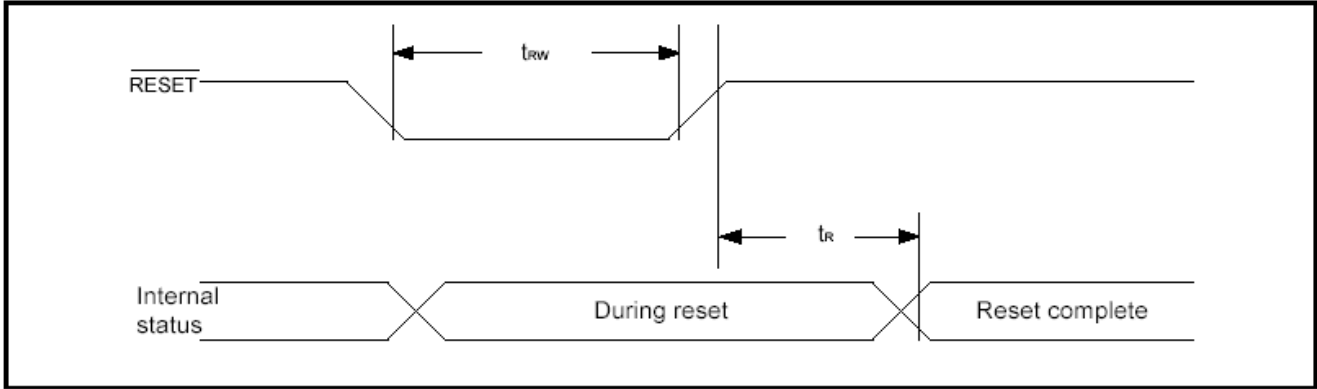 tRW
RESET
tR
Internal
status
During reset
Reset complete